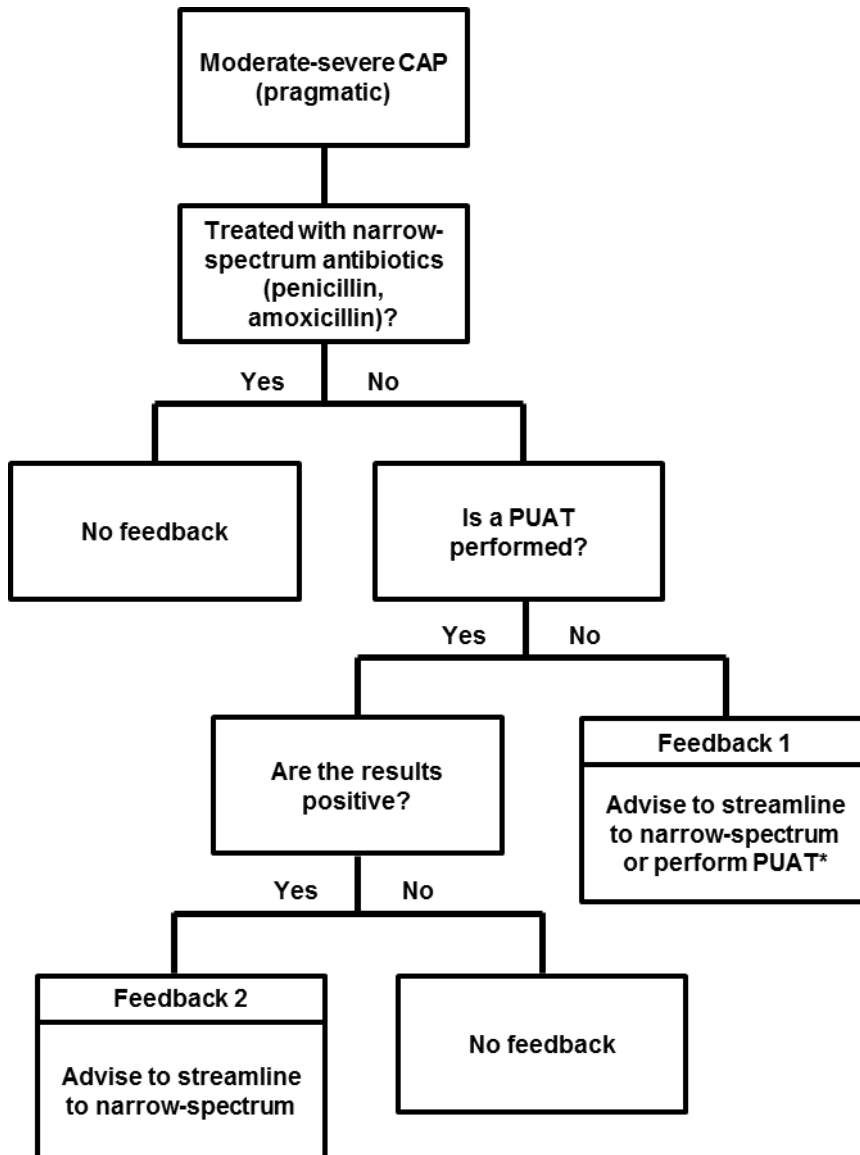 Moderate-severe CAP
(pragmatic)
Treated with narrow-
spectrum antibiotics
(penicillin,
amoxicillin)?
Yes No
No feedback
Is a PUAT
performed?
Yes No
Are the results
positive?
Feedback 1
Advise to streamline
to narrow-spectrum
or perform PUAT*
Yes No
Feedback 2
Advise to streamline
to narrow-spectrum
No feedback